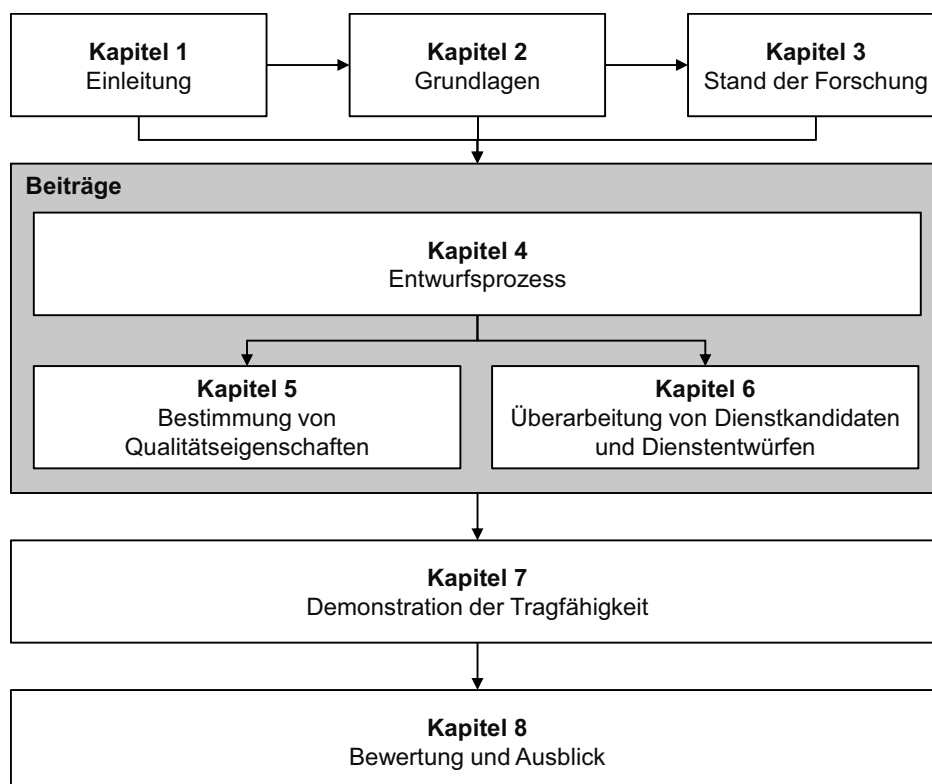 Kapitel 1
Einleitung
Kapitel 2
Grundlagen
Kapitel 3
Stand der Forschung
Beiträge
Kapitel 4
Entwurfsprozess
Kapitel 5
Bestimmung von
Qualitätseigenschaften
Kapitel 6
Überarbeitung von Dienstkandidaten
und Dienstentwürfen
Kapitel 7
Demonstration der Tragfähigkeit
Kapitel 8
Bewertung und Ausblick